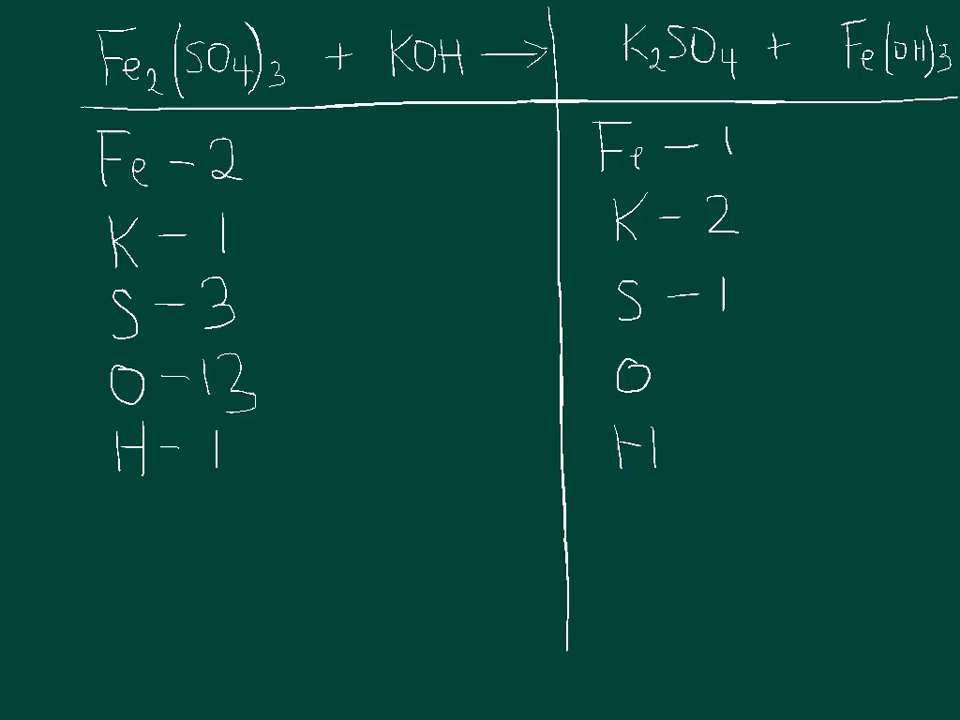 Fe₂(SO₄)₃ + KOH → K₂SO₄ + Fe(OH)₃
Fe - 2
K - 1
S - 3
O - 13
H - 1
Fe - 1
K - 2
S - 1
O
H